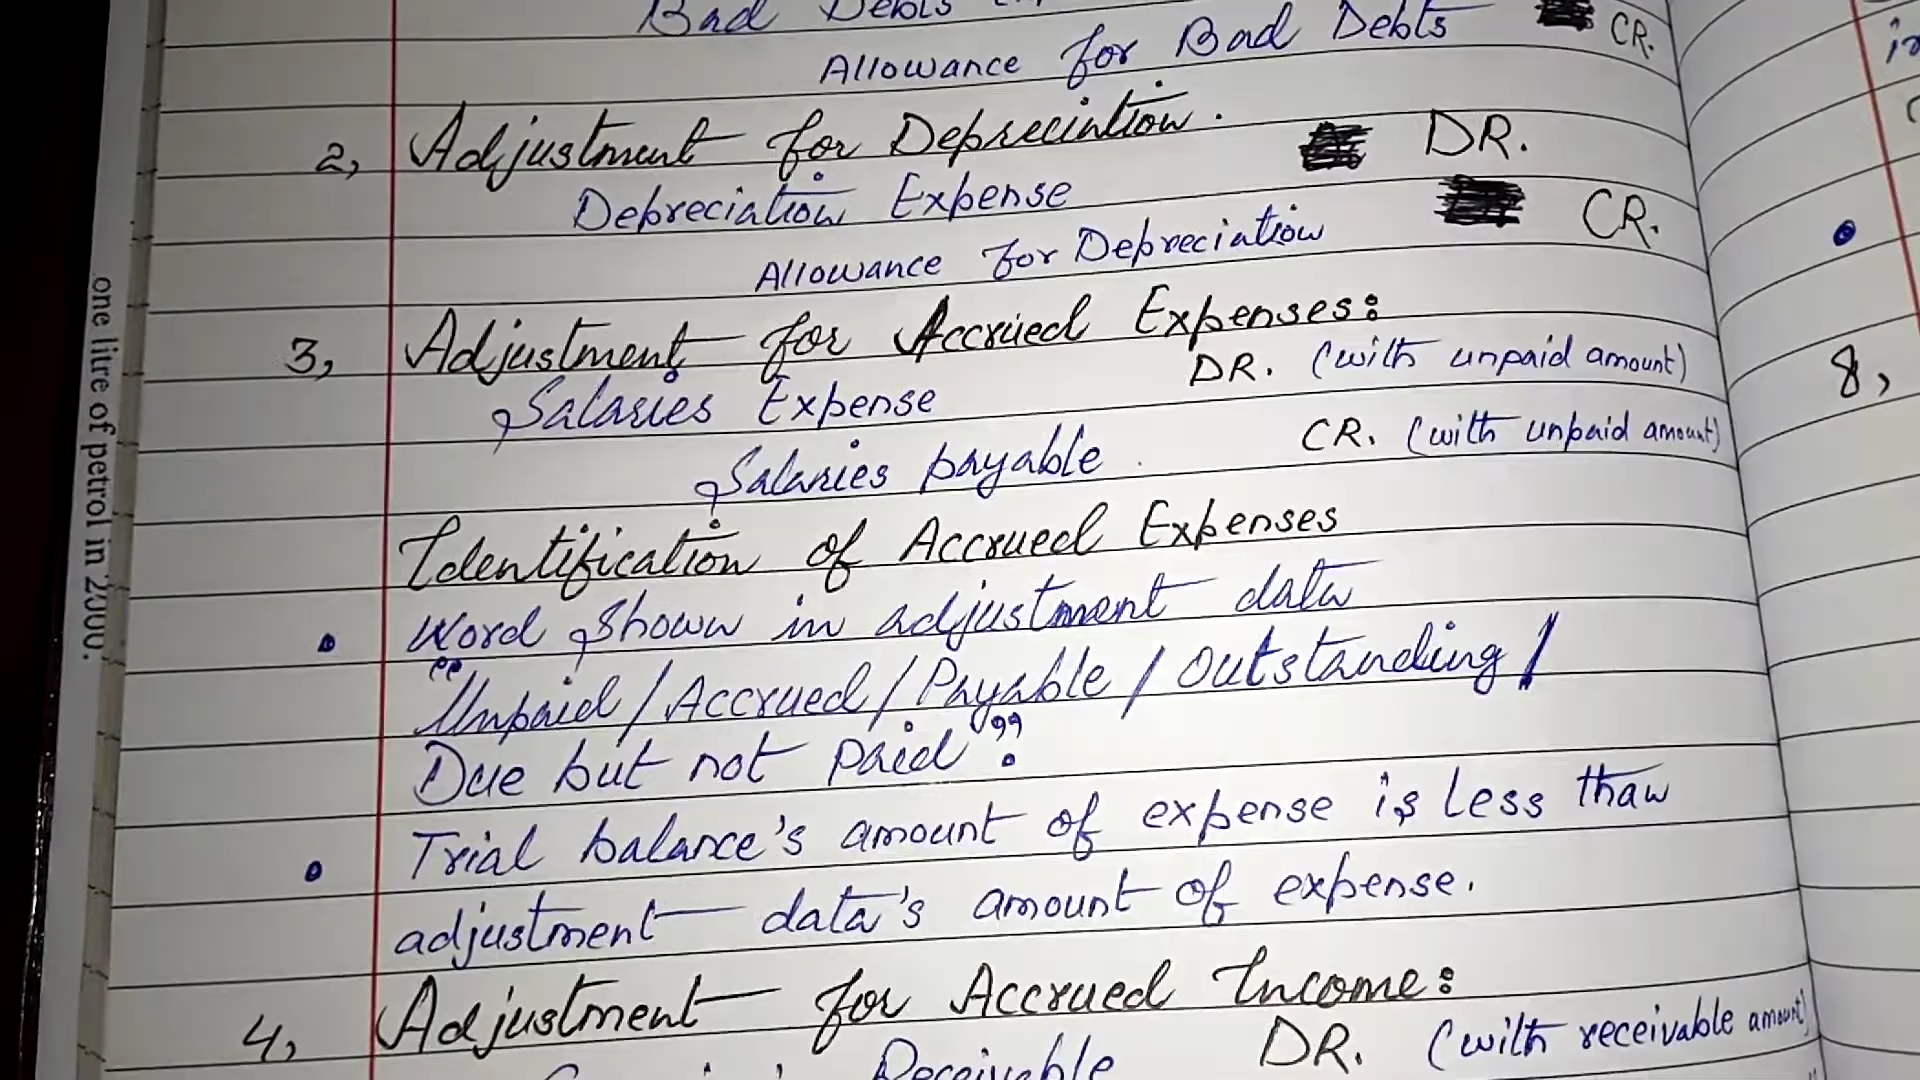 Bad Debts
Allowance for Bad Debts CR.
2, Adjustment for Depreciation.
Depreciation Expense DR.
Allowance for Depreciation CR.
3, Adjustment for Accrued Expenses:
Salaries Expense DR. (with unpaid amount)
Salaries payable CR. (with unpaid amount)
Identification of Accrued Expenses
Word shown in adjustment data
"Unpaid/Accrued/Payable/Outstanding/
Due but not paid".
Trial balance's amount of expense is less than
adjustment data's amount of expense.
4, Adjustment for Accrued Income:
Receivable DR. (with receivable amount)
one litre of petrol in 2000.
8,